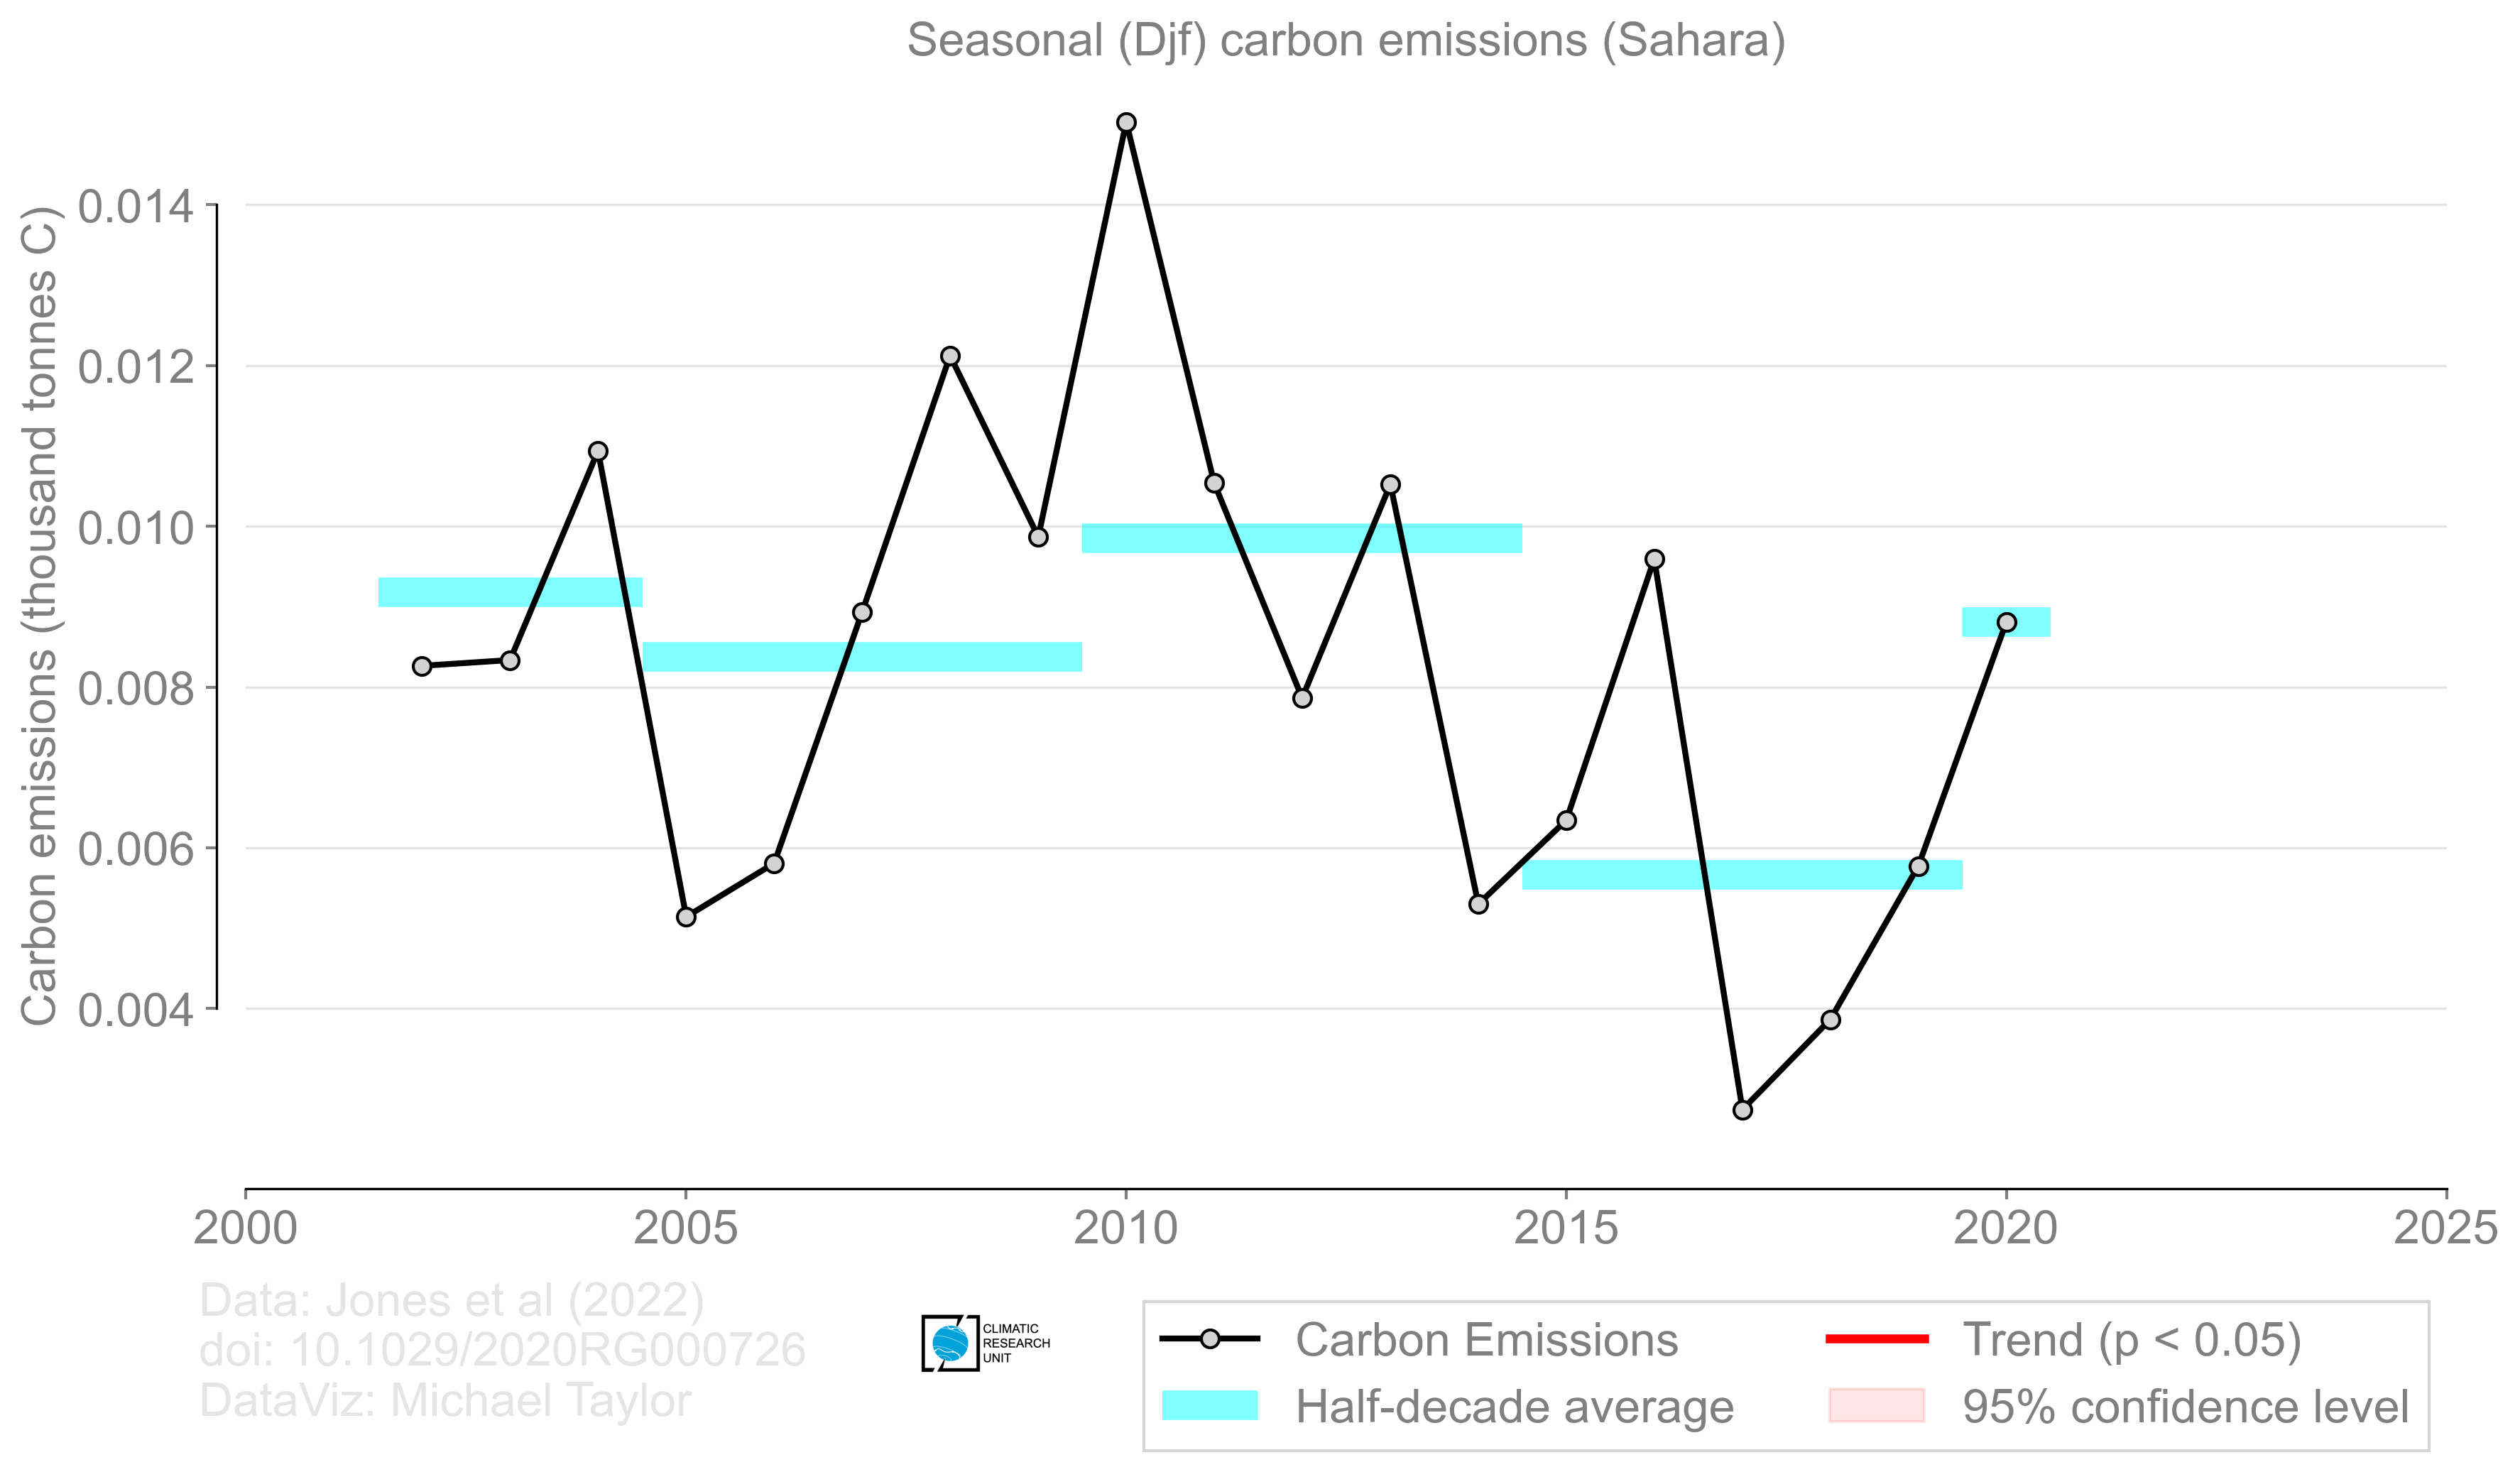 Seasonal (Djf) carbon emissions (Sahara)
Carbon emissions (thousand tonnes C)
0.014
0.012
0.010
0.008
0.006
0.004
2000 2005 2010 2015 2020 2025
Data: Jones et al (2022)
doi: 10.1029/2020RG000726
DataViz: Michael Taylor
CLIMATIC
RESEARCH
UNIT
Carbon Emissions
Half-decade average
Trend (p < 0.05)
95% confidence level